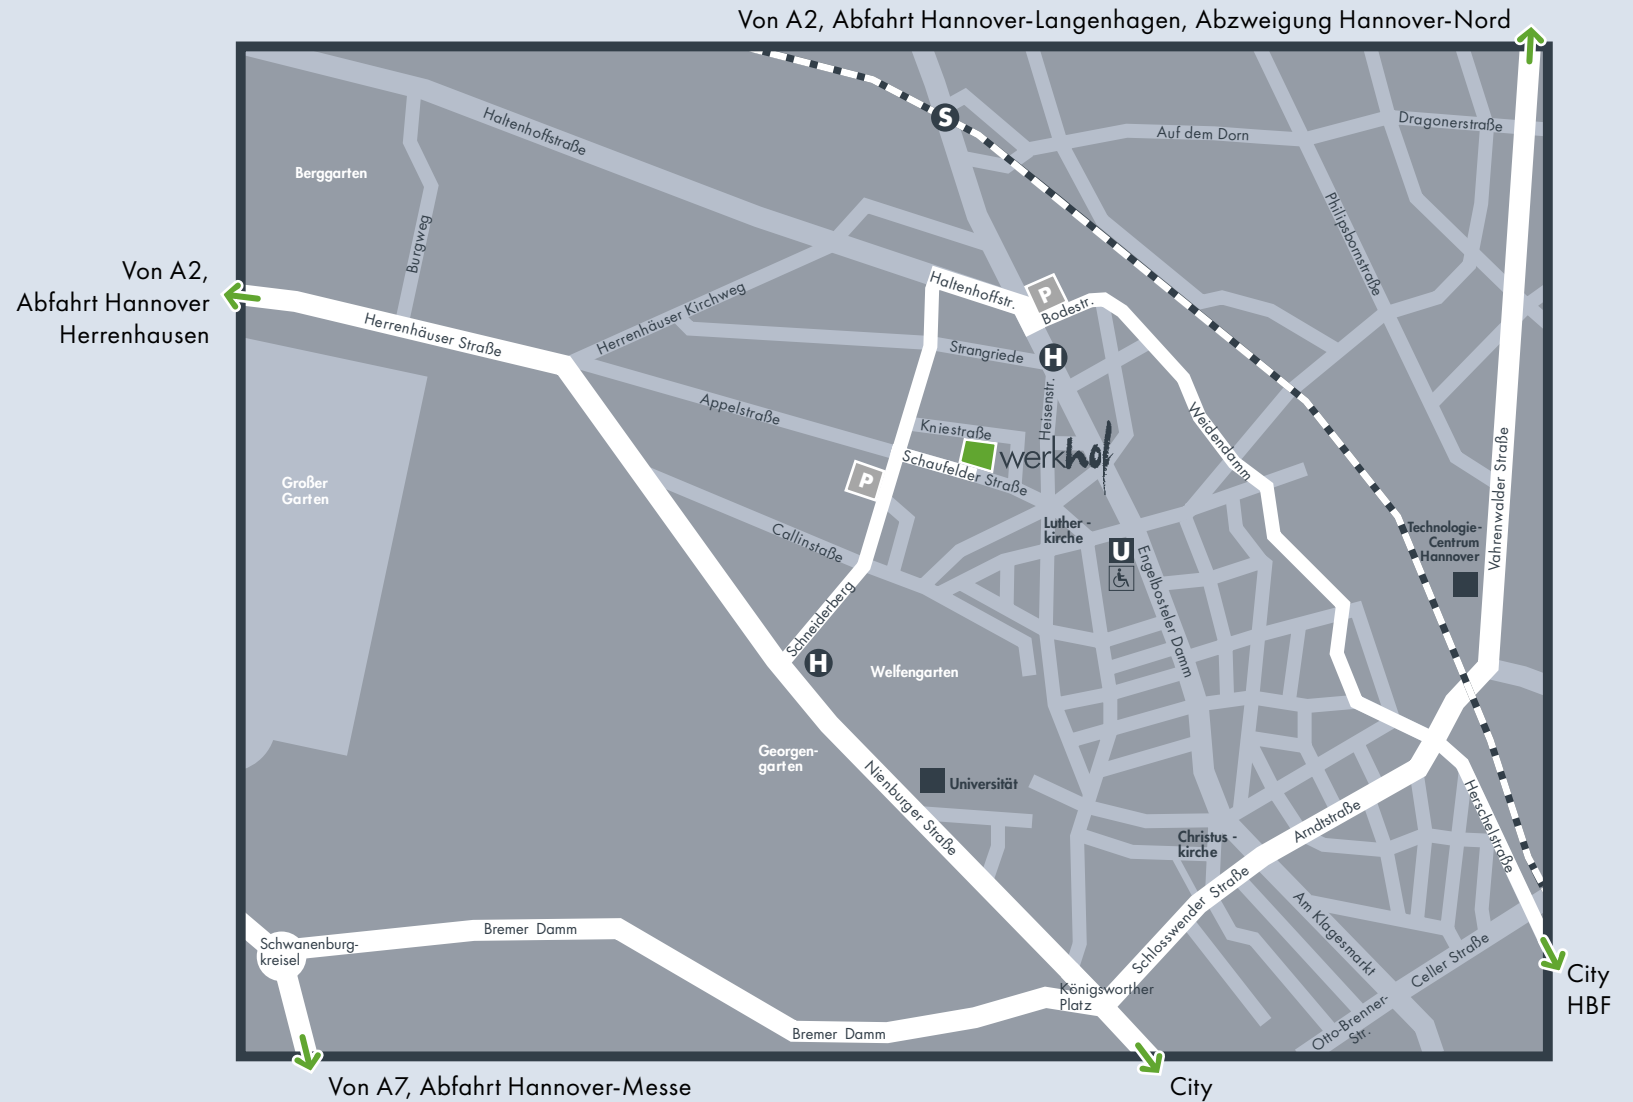 Von A2, Abfahrt Hannover-Langenhagen, Abzweigung Hannover-Nord
S
Haltenhoffstraße
Auf dem Dorn
Dragonerstraße
Berggarten
Burgweg
Philipsbornstraße
Von A2,
Abfahrt Hannover
Herrenhausen
Herrenhäuser Straße
Herrenhäuser Kirchweg
Haltenhoffstr.
P
Bodestr.
Strangriede
H
Appelstraße
Heisenstr.
Kniestraße
werkhof
Schaufelder Straße
Weidendamm
Vahrenwalder Straße
P
Großer
Garten
Callinstaße
Luther -
kirche
U
Engelbosteler Damm
Technologie-
Centrum
Hannover
Schneiderberg
H
Welfengarten
Georgen-
garten
Nienburger Straße
Universität
Christus -
kirche
Arndtstraße
Herschelstraße
Schlosswender Straße
Am Klagesmarkt
Celler Straße
Otto-Brenner-
Str.
Schwanenburg-
kreisel
Bremer Damm
Bremer Damm
Königsworther
Platz
City
HBF
Von A7, Abfahrt Hannover-Messe
City